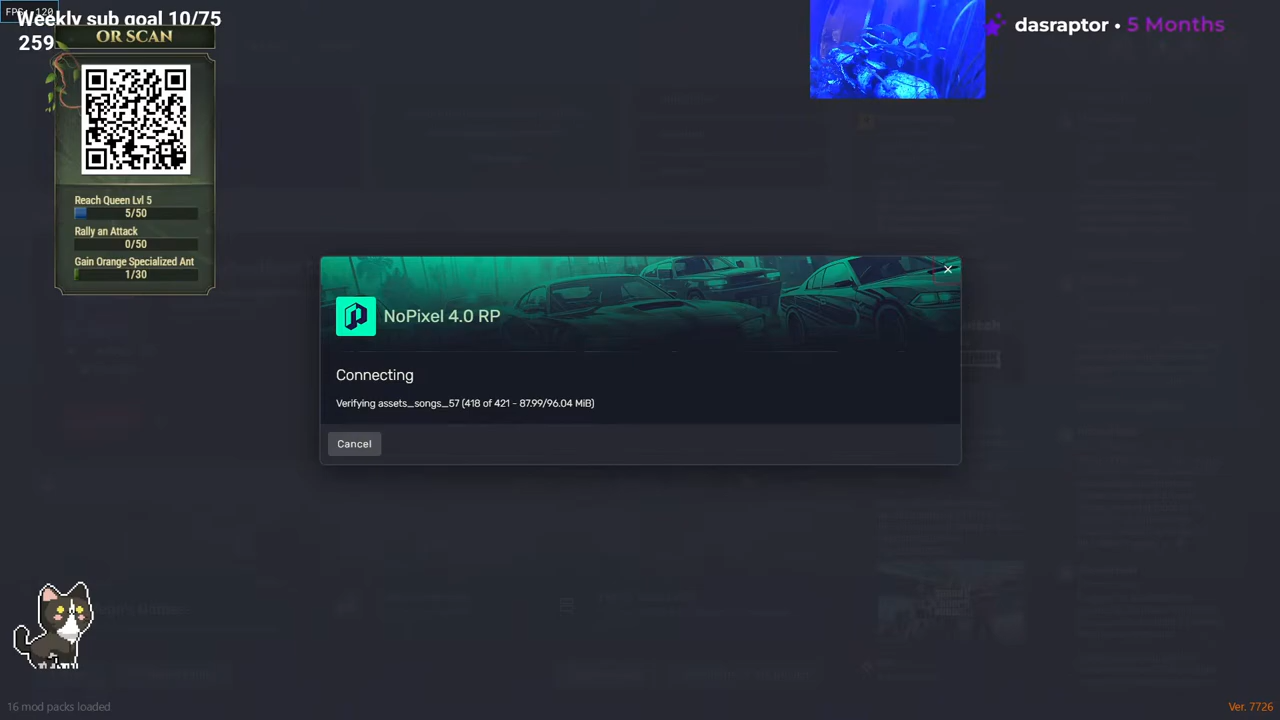 FPS 120
Weekly sub goal 10/75
259
OR SCAN
dasraptor • 5 Months
Reach Queen Lvl 5
5/50
Rally an Attack
0/50
Gain Orange Specialized Ant
1/30
NoPixel 4.0 RP
Connecting
Verifying assets_songs_57 (418 of 421 - 87.99/96.04 MiB)
Cancel
16 mod packs loaded
Ver. 7726